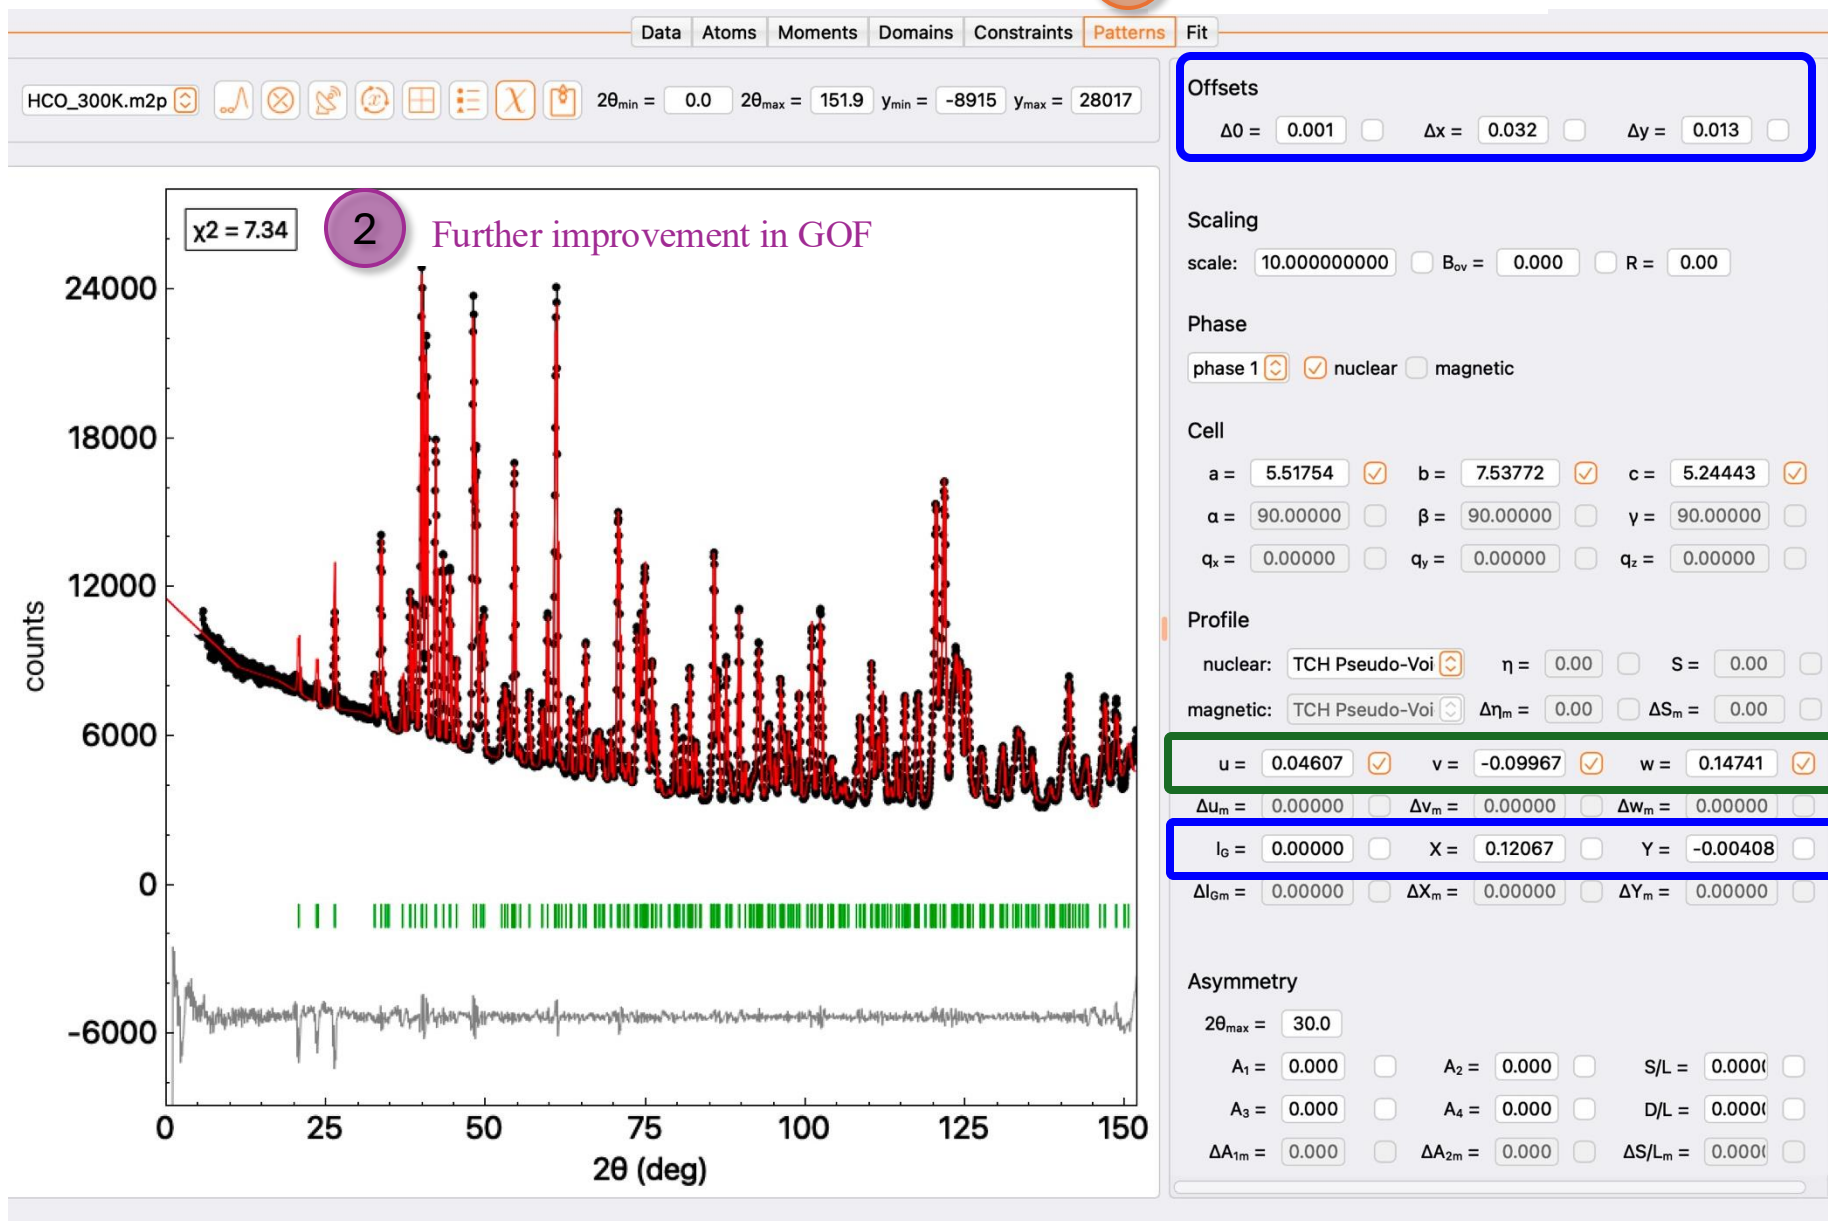 Data Atoms Moments Domains Constraints Patterns Fit
HCO_300K.m2p 2θmin = 0.0 2θmax = 151.9 ymin = -8915 ymax = 28017
Offsets
Δ0 = 0.001 Δx = 0.032 Δy = 0.013
Scaling
scale: 10.000000000 Bov = 0.000 R = 0.00
Phase
phase 1 nuclear magnetic
Cell
a = 5.51754 b = 7.53772 c = 5.24443
α = 90.00000 β = 90.00000 γ = 90.00000
qx = 0.00000 qy = 0.00000 qz = 0.00000
Profile
nuclear: TCH Pseudo-Voi η = 0.00 S = 0.00
magnetic: TCH Pseudo-Voi Δηm = 0.00 ΔSm = 0.00
u = 0.04607 v = -0.09967 w = 0.14741
Δum = 0.00000 Δvm = 0.00000 Δwm = 0.00000
IG = 0.00000 X = 0.12067 Y = -0.00408
ΔIGm = 0.00000 ΔXm = 0.00000 ΔYm = 0.00000
Asymmetry
2θmax = 30.0
A1 = 0.000 A2 = 0.000 S/L = 0.000
A3 = 0.000 A4 = 0.000 D/L = 0.000
ΔA1m = 0.000 ΔA2m = 0.000 ΔS/Lm = 0.000
χ2 = 7.34
2 Further improvement in GOF
24000
18000
12000
6000
0
-6000
counts
0 25 50 75 100 125 150
2θ (deg)